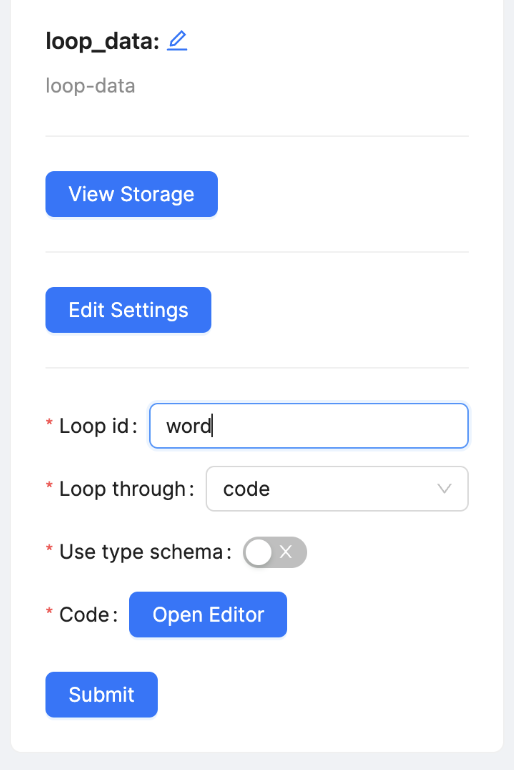 loop_data:
loop-data
View Storage
Edit Settings
* Loop id: word
* Loop through: code
* Use type schema:
* Code: Open Editor
Submit